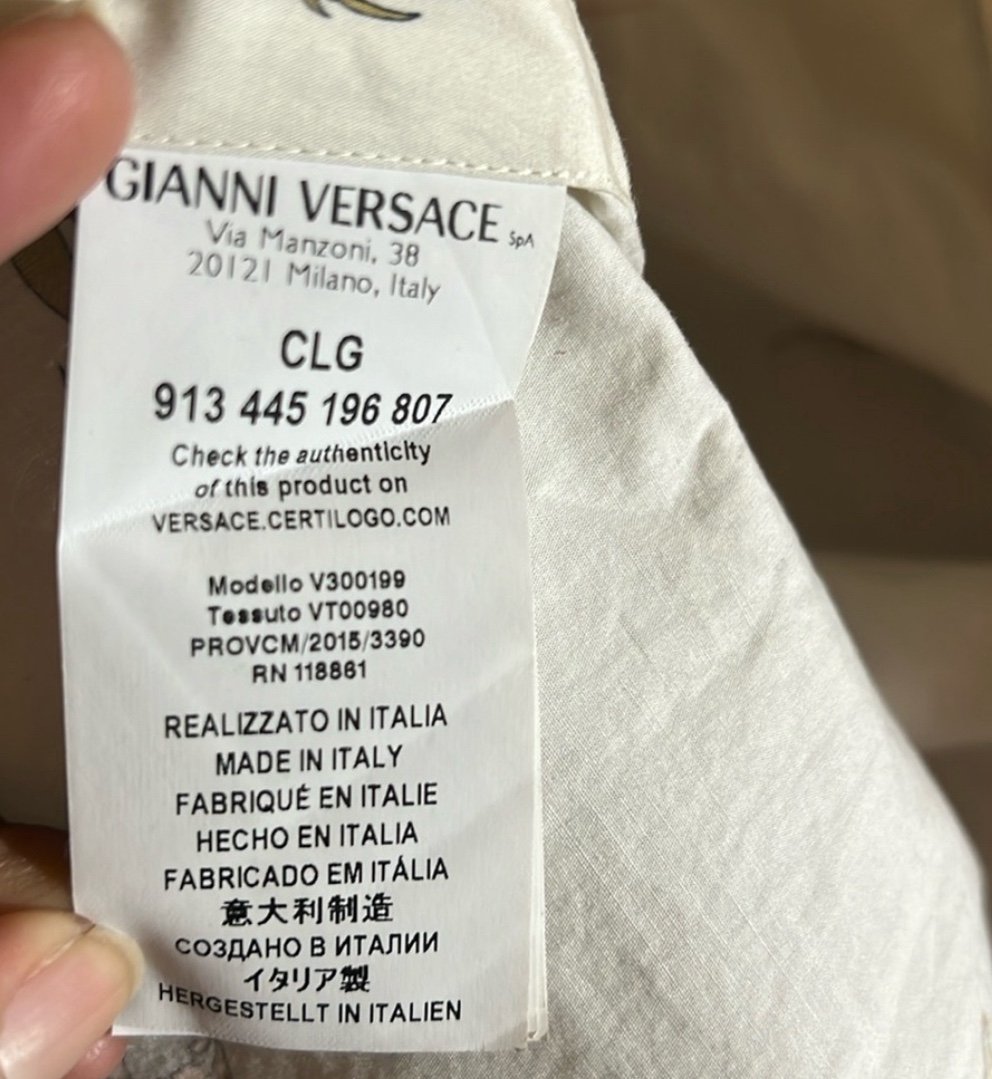 GIANNI VERSACE SpA
Via Manzoni, 38
20121 Milano, Italy
CLG
913 445 196 807
Check the authenticity
of this product on
VERSACE.CERTILOGO.COM
Modello V300199
Tessuto VT00980
PROVCM/2015/3390
RN 118861
REALIZZATO IN ITALIA
MADE IN ITALY
FABRIQUÉ EN ITALIE
HECHO EN ITALIA
FABRICADO EM ITÁLIA
意大利制造
СОЗДАНО В ИТАЛИИ
イタリア製
HERGESTELLT IN ITALIEN